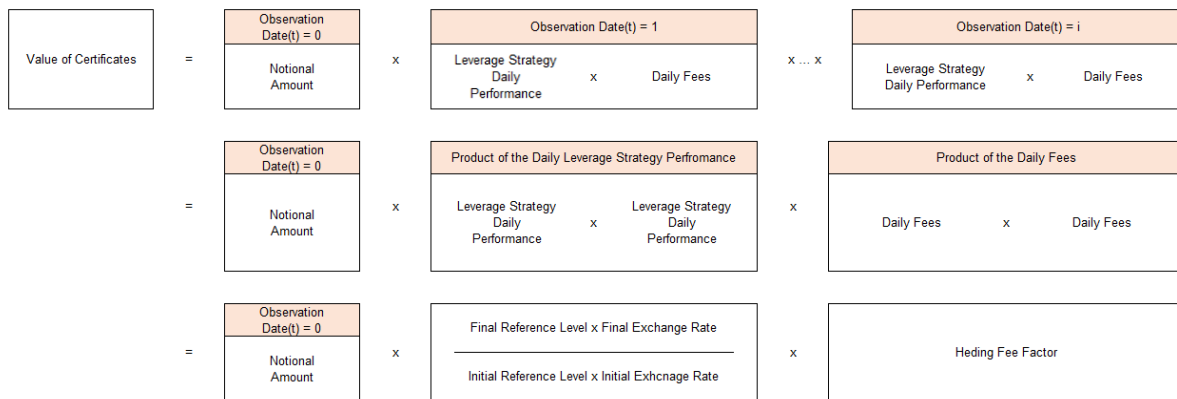 Observation
Date(t) = 0
Observation Date(t) = 1
Observation Date(t) = i
Value of Certificates
=
Notional
Amount
x
Leverage Strategy
Daily
Performance
x
Daily Fees
x ... x
Leverage Strategy
Daily Performance
x
Daily Fees
Observation
Date(t) = 0
Product of the Daily Leverage Strategy Perfromance
Product of the Daily Fees
=
Notional
Amount
x
Leverage Strategy
Daily
Performance
x
Leverage Strategy
Daily
Performance
x
Daily Fees
x
Daily Fees
Observation
Date(t) = 0
=
Notional
Amount
x
Final Reference Level x Final Exchange Rate
Initial Reference Level x Initial Exhcnage Rate
x
Heding Fee Factor